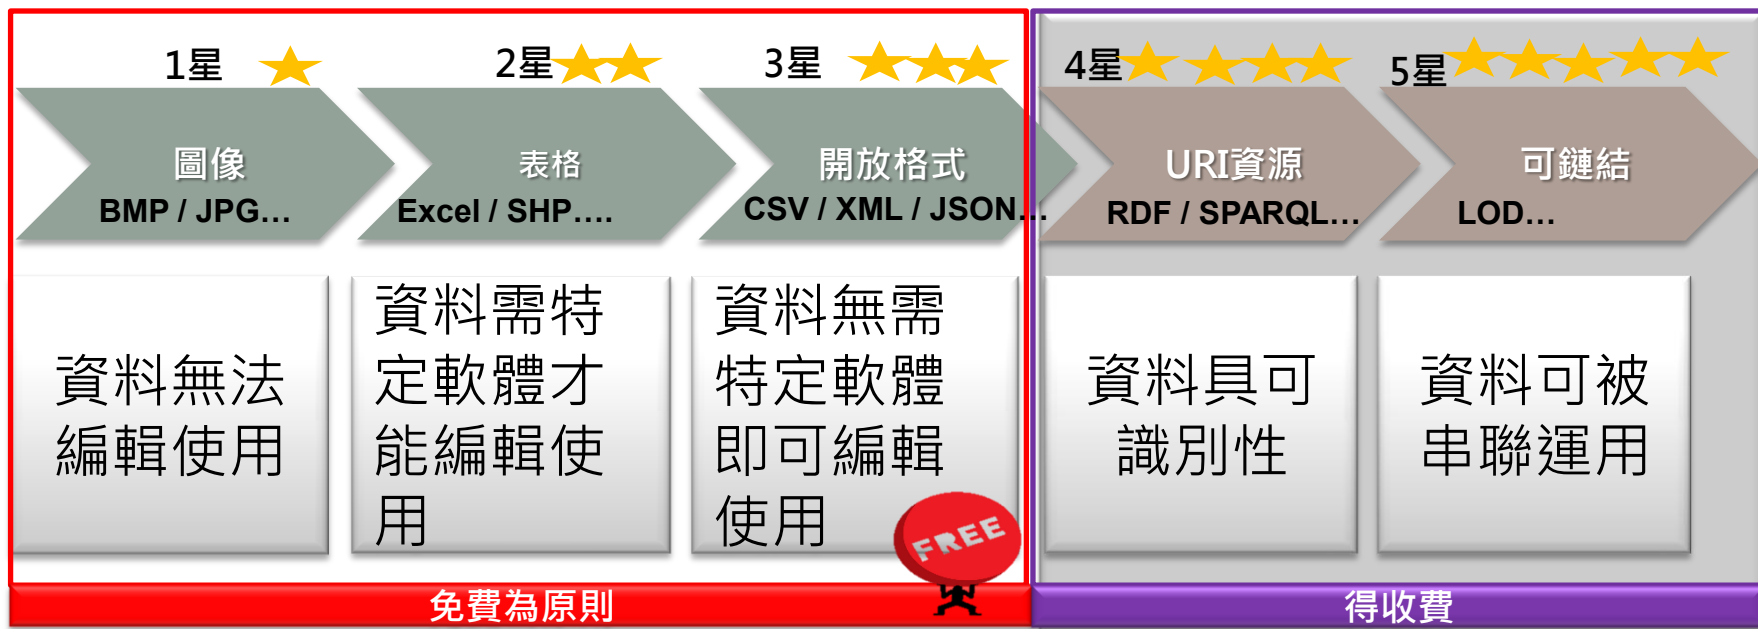 1星
圖像
BMP / JPG…
資料無法
編輯使用
2星
表格
Excel / SHP….
資料需特
定軟體才
能編輯使
用
3星
開放格式
CSV / XML / JSON…
資料無需
特定軟體
即可編輯
使用
FREE
免費為原則
4星
URI資源
RDF / SPARQL…
資料具可
識別性
5星
可鏈結
LOD…
資料可被
串聯運用
得收費